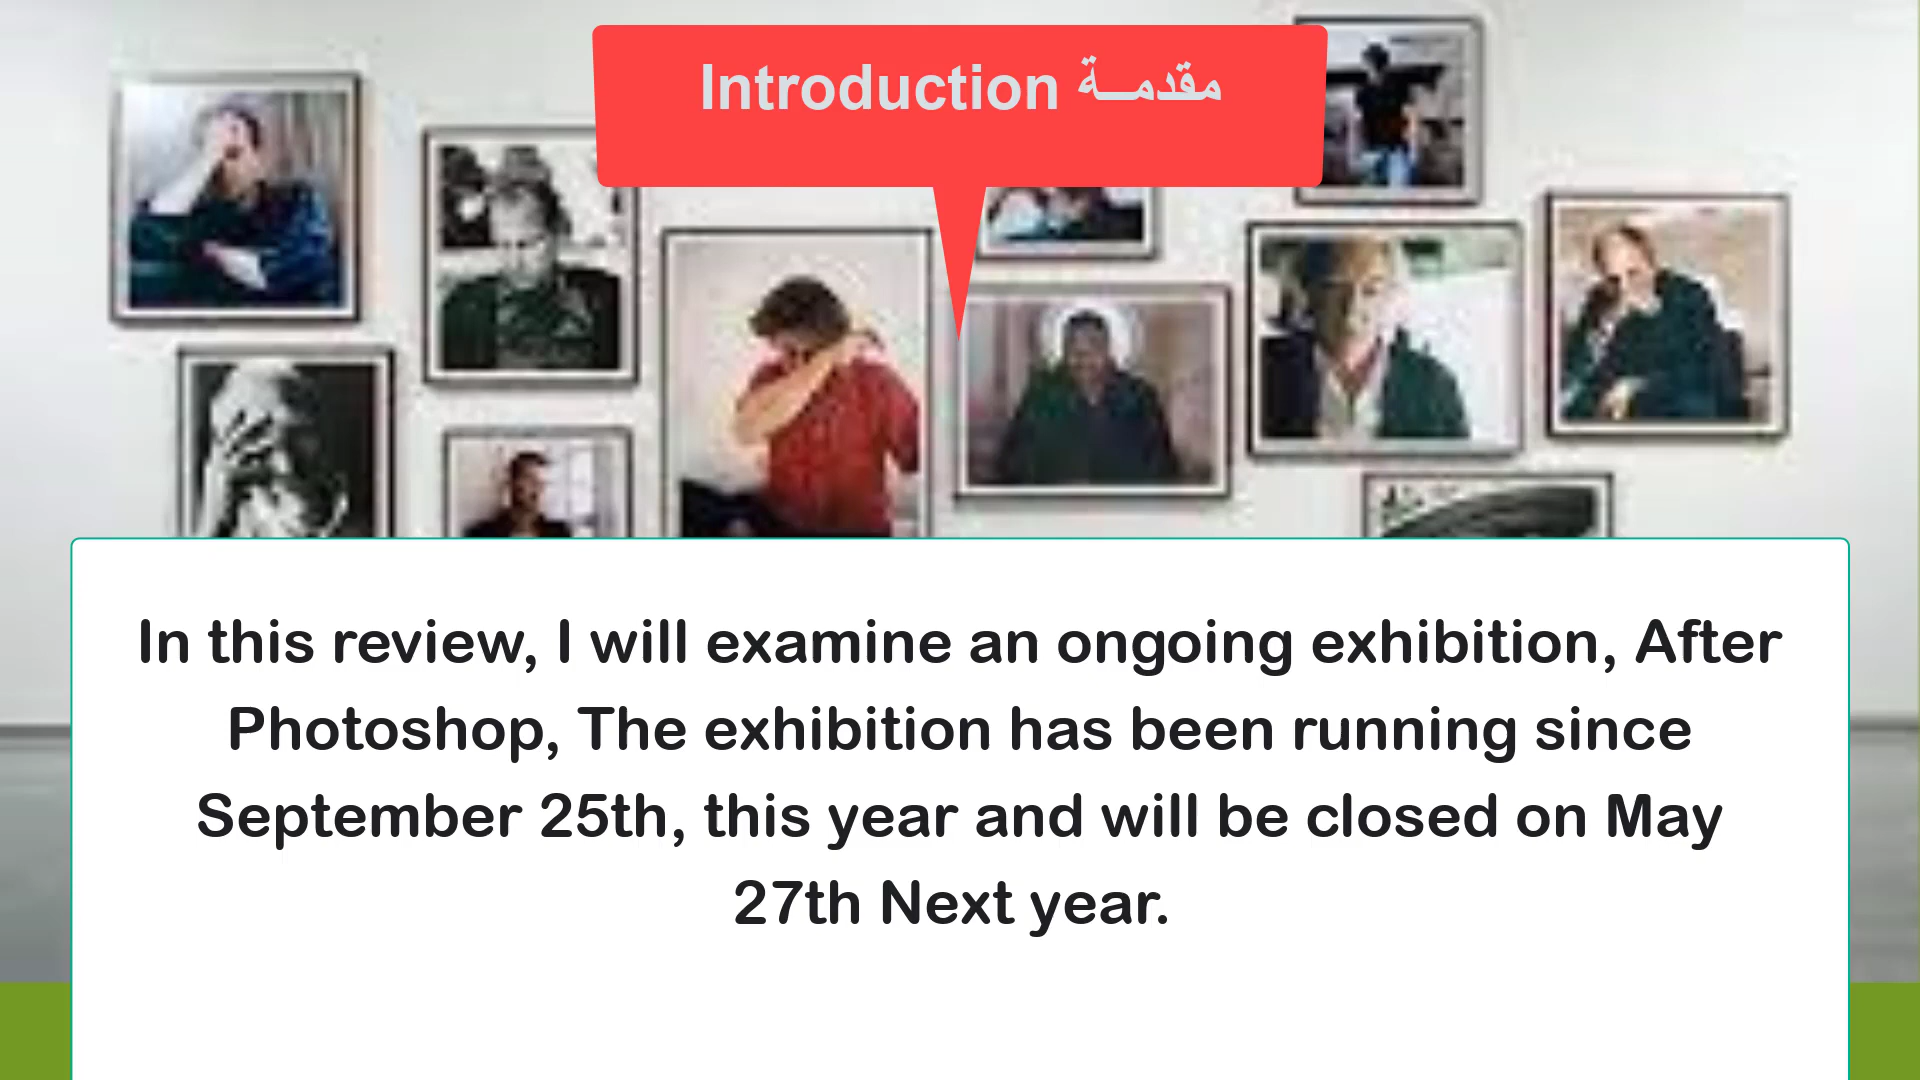 Introduction مقدمــة
In this review, I will examine an ongoing exhibition, After
Photoshop, The exhibition has been running since
September 25th, this year and will be closed on May
27th Next year.